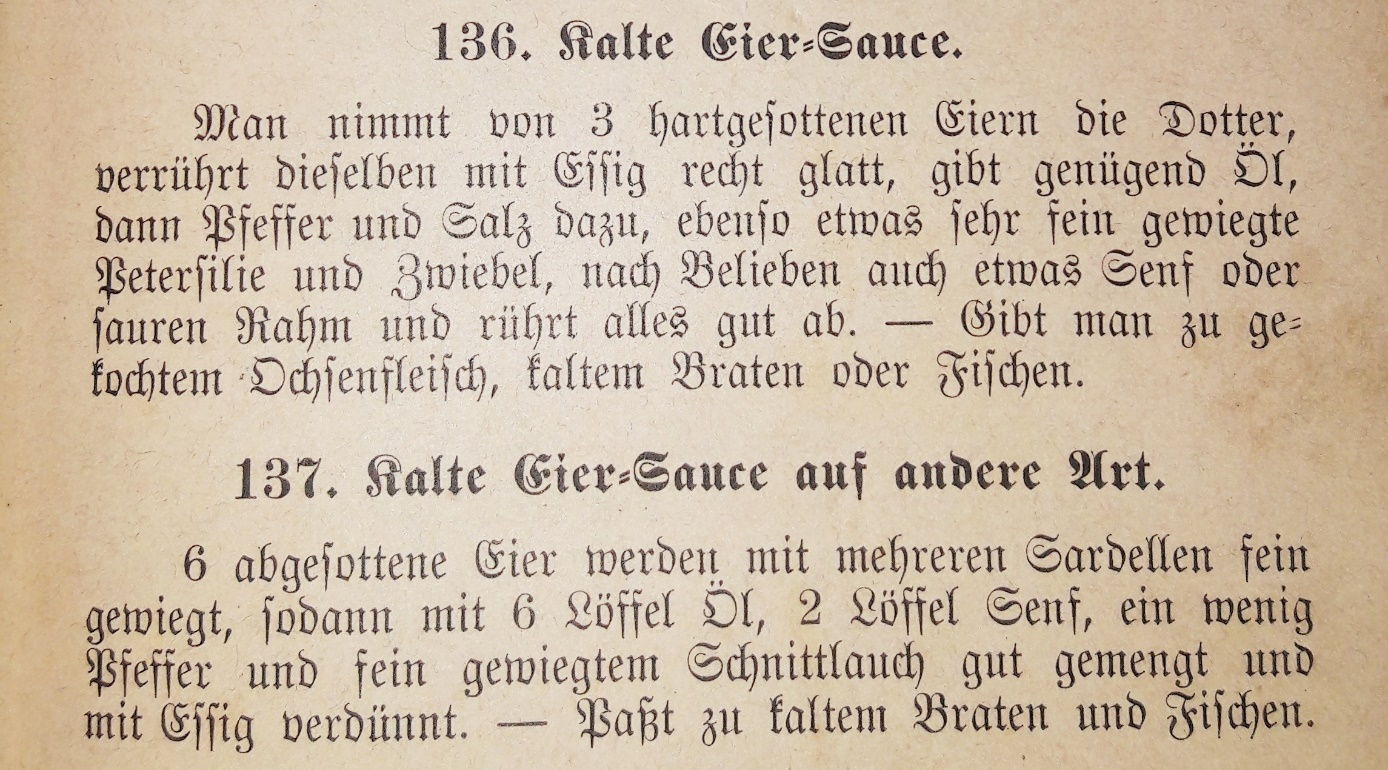 136. Kalte Eier-Sauce.
Man nimmt von 3 hartgesottenen Eiern die Dotter,
verrührt dieselben mit Essig recht glatt, gibt genügend Öl,
dann Pfeffer und Salz dazu, ebenso etwas sehr fein gewiegte
Petersilie und Zwiebel, nach Belieben auch etwas Senf oder
sauren Rahm und rührt alles gut ab. — Gibt man zu ge-
kochtem Ochsenfleisch, kaltem Braten oder Fischen.
137. Kalte Eier-Sauce auf andere Art.
6 abgesottene Eier werden mit mehreren Sardellen fein
gewiegt, sodann mit 6 Löffel Öl, 2 Löffel Senf, ein wenig
Pfeffer und fein gewiegtem Schnittlauch gut gemengt und
mit Essig verdünnt. — Paßt zu kaltem Braten und Fischen.